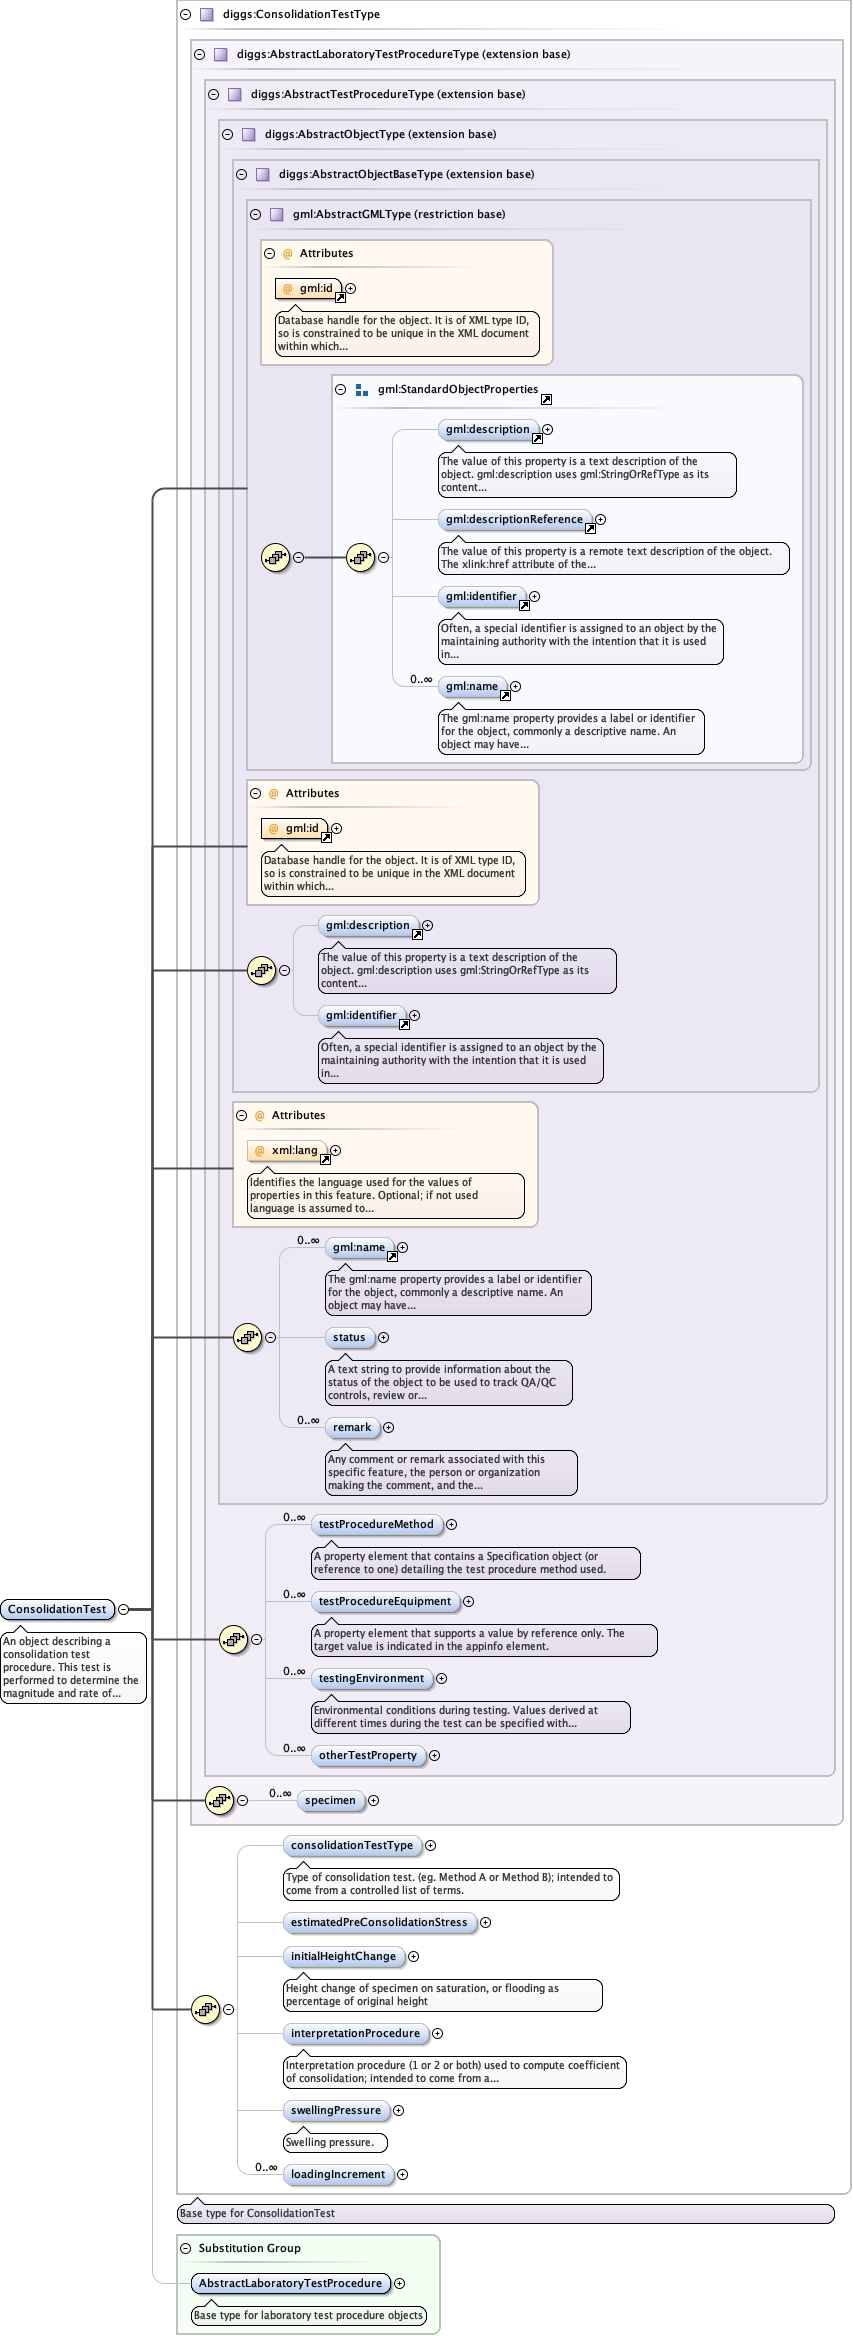 diggs:ConsolidationTestType
diggs:AbstractLaboratoryTestProcedureType (extension base)
diggs:AbstractTestProcedureType (extension base)
diggs:AbstractObjectType (extension base)
diggs:AbstractObjectBaseType (extension base)
gml:AbstractGMLType (restriction base)
@ Attributes
@ gml:id
Database handle for the object. It is of XML type ID,
so is constrained to be unique in the XML document
within which...
gml:StandardObjectProperties
gml:description
The value of this property is a text description of the
object. gml:description uses gml:StringOrRefType as its
content...
gml:descriptionReference
The value of this property is a remote text description of the object.
The xlink:href attribute of the...
gml:identifier
Often, a special identifier is assigned to an object by the
maintaining authority with the intention that it is used
in...
0..∞
gml:name
The gml:name property provides a label or identifier
for the object, commonly a descriptive name. An
object may have...
@ Attributes
@ gml:id
Database handle for the object. It is of XML type ID,
so is constrained to be unique in the XML document
within which...
gml:description
The value of this property is a text description of the
object. gml:description uses gml:StringOrRefType as its
content...
gml:identifier
Often, a special identifier is assigned to an object by the
maintaining authority with the intention that it is used
in...
@ Attributes
@ xml:lang
Identifies the language used for the values of
properties in this feature. Optional; if not used
language is assumed to...
0..∞
gml:name
The gml:name property provides a label or identifier
for the object, commonly a descriptive name. An
object may have...
status
A text string to provide information about the
status of the object to be used to track QA/QC
controls, review or...
0..∞
remark
Any comment or remark associated with this
specific feature, the person or organization
making the comment, and the...
0..∞
testProcedureMethod
A property element that contains a Specification object (or
reference to one) detailing the test procedure method used.
0..∞
testProcedureEquipment
A property element that supports a value by reference only. The
target value is indicated in the appinfo element.
0..∞
testingEnvironment
Environmental conditions during testing. Values derived at
different times during the test can be specified with...
0..∞
otherTestProperty
ConsolidationTest
An object describing a
consolidation test
procedure. This test is
performed to determine the
magnitude and rate of...
0..∞
specimen
consolidationTestType
Type of consolidation test. (eg. Method A or Method B); intended to
come from a controlled list of terms.
estimatedPreConsolidationStress
initialHeightChange
Height change of specimen on saturation, or flooding as
percentage of original height
interpretationProcedure
Interpretation procedure (1 or 2 or both) used to compute coefficient
of consolidation; intended to come from a...
swellingPressure
Swelling pressure.
0..∞
loadingIncrement
Base type for ConsolidationTest
Substitution Group
AbstractLaboratoryTestProcedure
Base type for laboratory test procedure objects